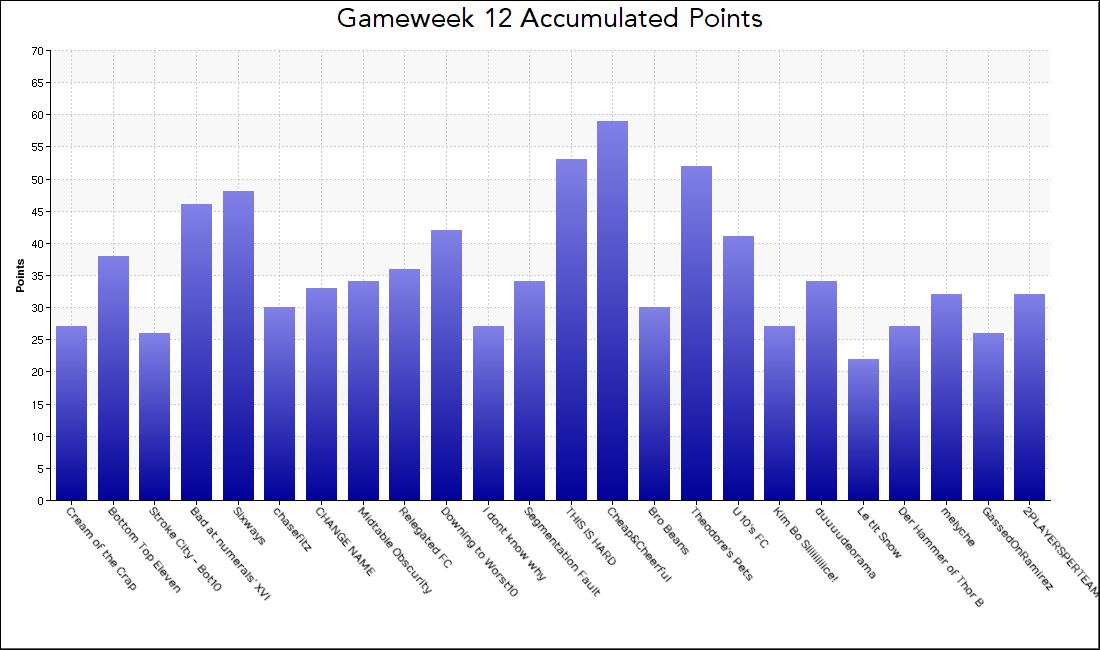 Gameweek 12 Accumulated Points
70
65
60
55
50
45
40
35
30
25
20
15
10
5
0
Points
Cream of the Crap
Bottom Top Eleven
Stroke City - Bot10
Bad at numerals' XVI
Sixways
chasefitz
CHANGE NAME
Midtable Obscurity
Relegated FC
Downing to Worst10
i dont know why
Segmentation Fault
THIS IS HARD
Cheap&Cheerful
Bro Beans
Theodore's Pets
U10's FC
duuuudeorama
Le tit Snow
Der Hammer of Thor B
melyche
GassedOnRamirez
2PLAYERSPERTEAM